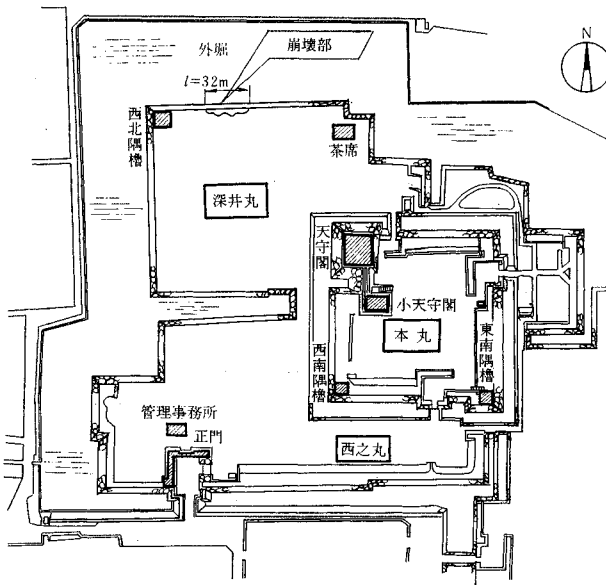 外堀
崩壊部
l=32m
N
西北隅櫓
茶席
深井丸
天守閣
小天守閣
本丸
西南隅櫓
東南隅櫓
管理事務所
正門
西之丸